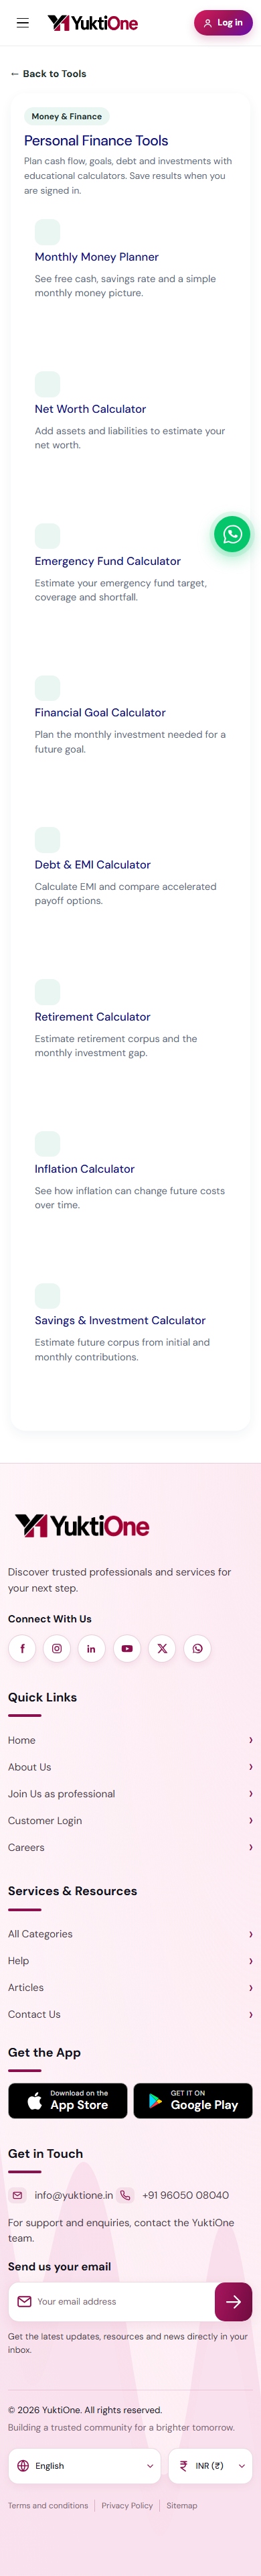 YuktiOne
Log in
← Back to Tools
Money & Finance
Personal Finance Tools
Plan cash flow, goals, debt and investments with
educational calculators. Save results when you
are signed in.
Monthly Money Planner
See free cash, savings rate and a simple
monthly money picture.
Net Worth Calculator
Add assets and liabilities to estimate your
net worth.
Emergency Fund Calculator
Estimate your emergency fund target,
coverage and shortfall.
Financial Goal Calculator
Plan the monthly investment needed for a
future goal.
Debt & EMI Calculator
Calculate EMI and compare accelerated
payoff options.
Retirement Calculator
Estimate retirement corpus and the
monthly investment gap.
Inflation Calculator
See how inflation can change future costs
over time.
Savings & Investment Calculator
Estimate future corpus from initial and
monthly contributions.
YuktiOne
Discover trusted professionals and services for
your next step.
Connect With Us
Quick Links
Home
About Us
Join Us as professional
Customer Login
Careers
Services & Resources
All Categories
Help
Articles
Contact Us
Get the App
Download on the
App Store
GET IT ON
Google Play
Get in Touch
info@yuktione.in
+91 96050 08040
For support and enquiries, contact the YuktiOne
team.
Send us your email
Your email address
Get the latest updates, resources and news directly in your
inbox.
© 2026 YuktiOne. All rights reserved.
Building a trusted community for a brighter tomorrow.
English
INR (₹)
Terms and conditions
Privacy Policy
Sitemap